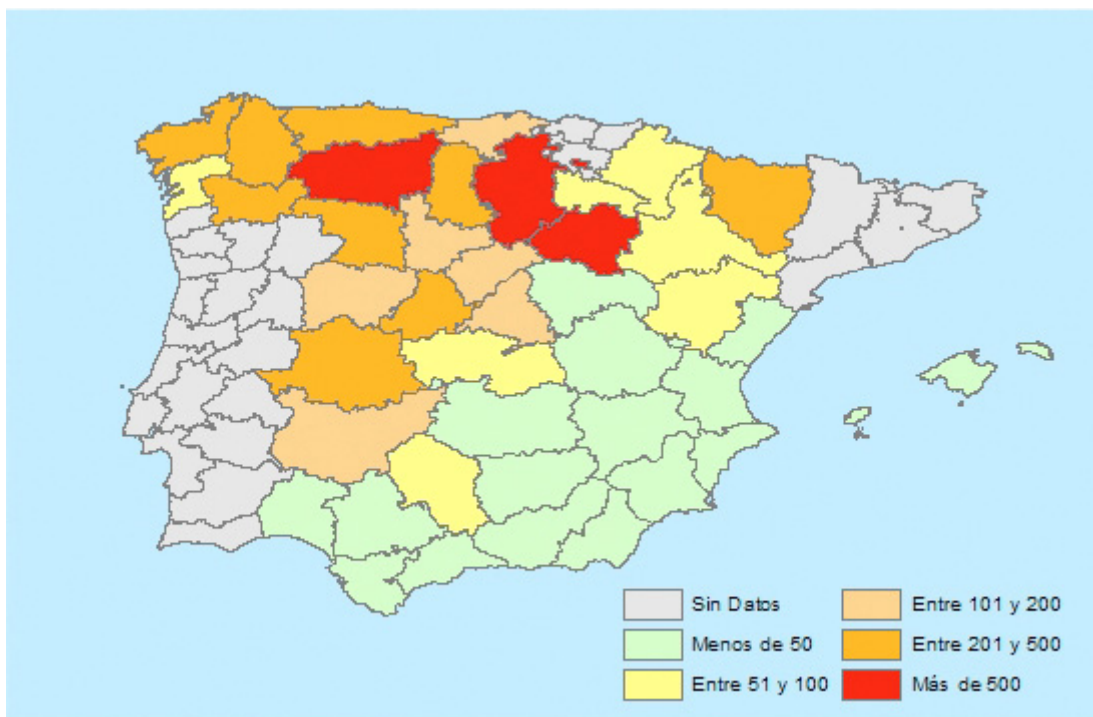 Sin Datos
Menos de 50
Entre 51 y 100
Entre 101 y 200
Entre 201 y 500
Más de 500